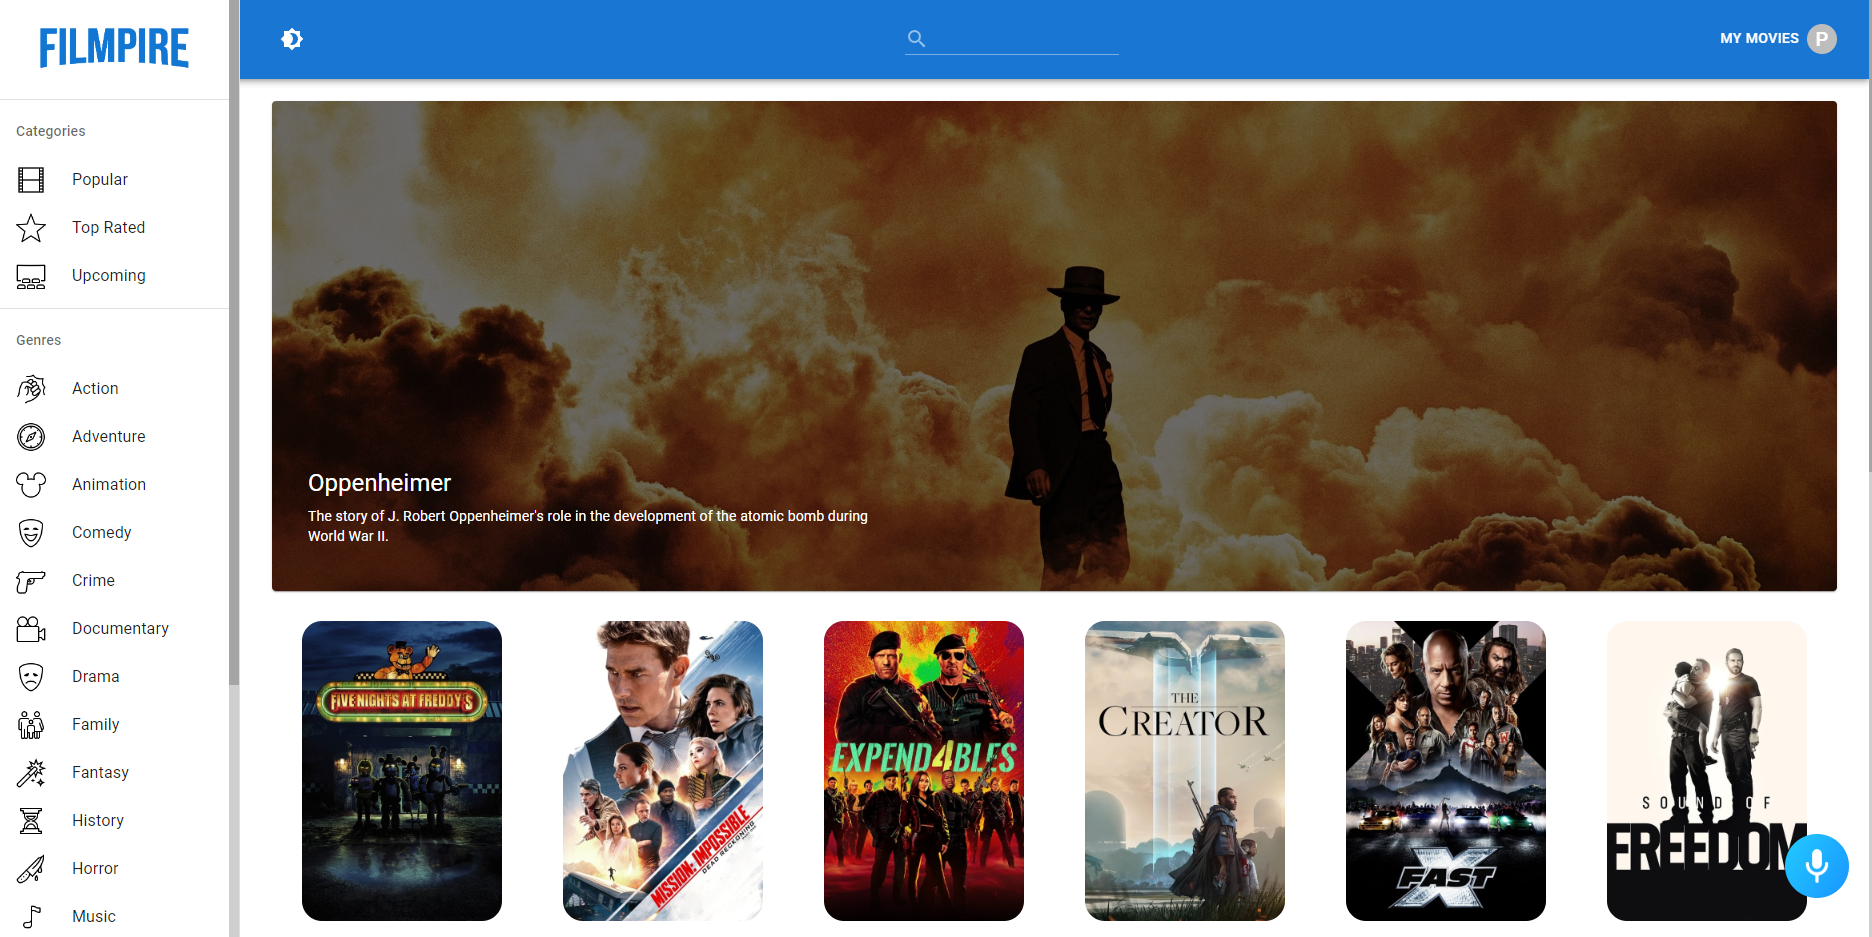 FILMPIRE
MY MOVIES P
Categories
Popular
Top Rated
Upcoming
Genres
Action
Adventure
Animation
Comedy
Crime
Documentary
Drama
Family
Fantasy
History
Horror
Music
Oppenheimer
The story of J. Robert Oppenheimer's role in the development of the atomic bomb during
World War II.
FIVE NIGHTS AT FREDDY'S
MISSION: IMPOSSIBLE
DEAD RECKONING
EXPEND4BLES
THE
CREATOR
FAST X
SOUND OF
FREEDOM